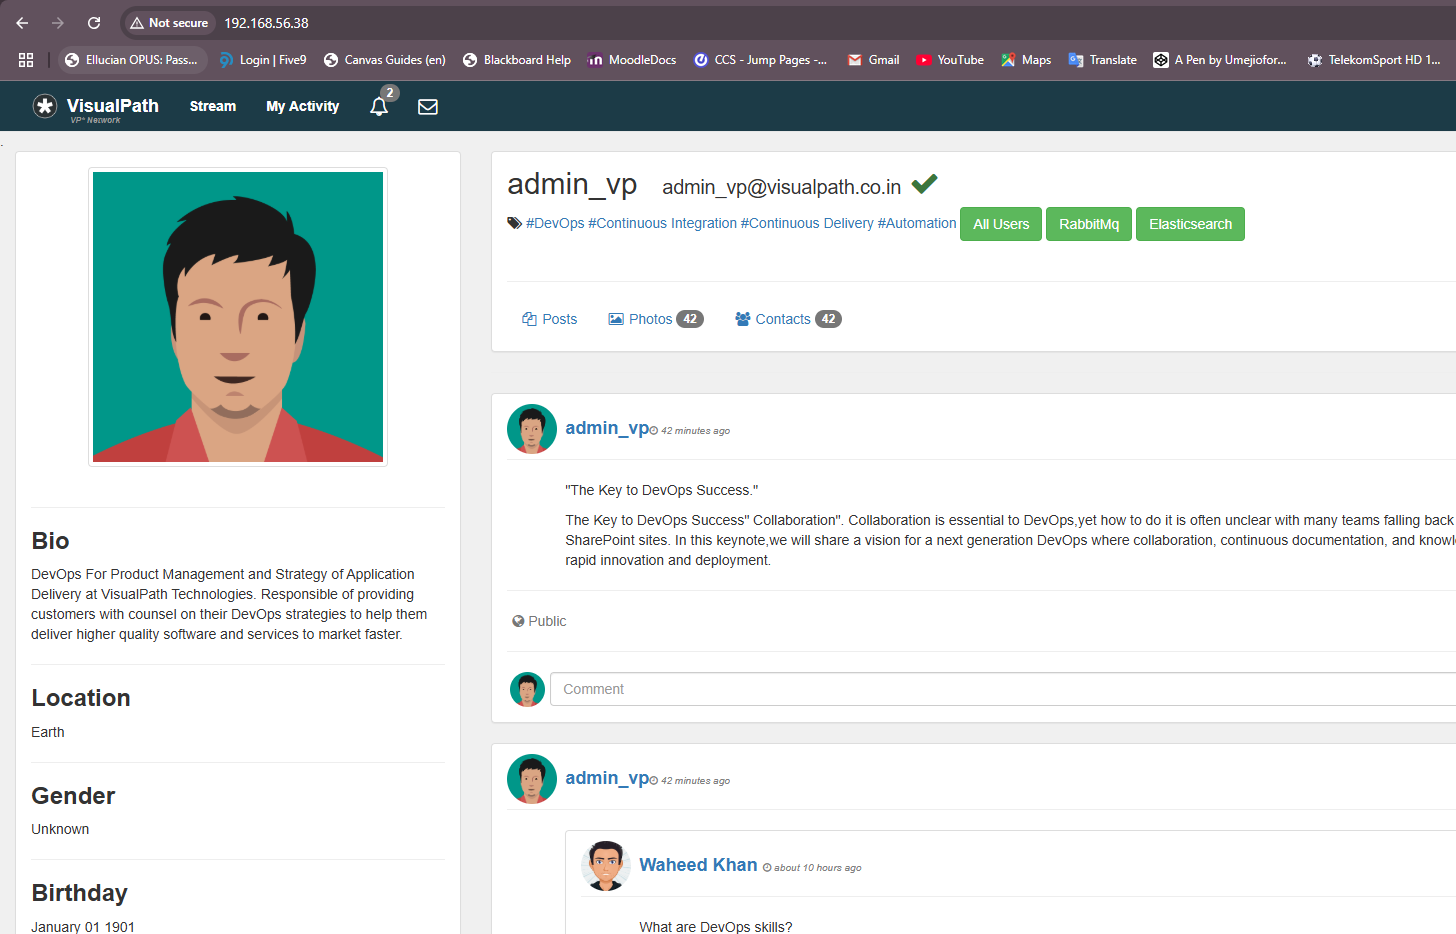 Not secure 192.168.56.38
Ellucian OPUS: Pass... Login | Five9 Canvas Guides (en) Blackboard Help MoodleDocs CCS - Jump Pages -... Gmail YouTube Maps Translate A Pen by Umejiofor... TelekomSport HD 1...
VisualPath Stream My Activity 2
VP* Network
.
admin_vp admin_vp@visualpath.co.in
#DevOps #Continuous Integration #Continuous Delivery #Automation All Users RabbitMq Elasticsearch
Posts Photos 42 Contacts 42
admin_vp 42 minutes ago
"The Key to DevOps Success."
The Key to DevOps Success" Collaboration". Collaboration is essential to DevOps,yet how to do it is often unclear with many teams falling back
SharePoint sites. In this keynote,we will share a vision for a next generation DevOps where collaboration, continuous documentation, and knowl
rapid innovation and deployment.
Public
Comment
admin_vp 42 minutes ago
Waheed Khan about 10 hours ago
What are DevOps skills?
Bio
DevOps For Product Management and Strategy of Application
Delivery at VisualPath Technologies. Responsible of providing
customers with counsel on their DevOps strategies to help them
deliver higher quality software and services to market faster.
Location
Earth
Gender
Unknown
Birthday
January 01 1901